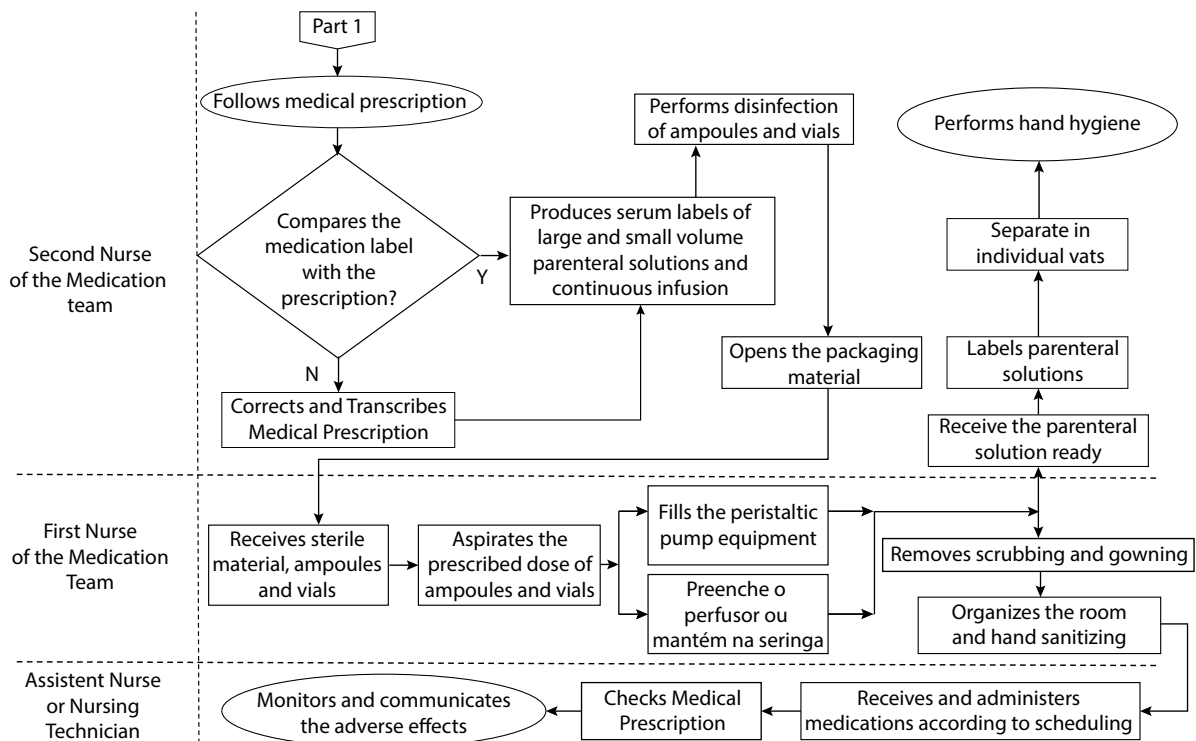 Part 1
Follows medical prescription
Compares the
medication label
with the
prescription?
Y
N
Corrects and Transcribes
Medical Prescription
Produces serum labels of
large and small volume
parenteral solutions and
continuous infusion
Performs disinfection
of ampoules and vials
Opens the packaging
material
Performs hand hygiene
Separate in
individual vats
Labels parenteral
solutions
Receive the parenteral
solution ready
Second Nurse
of the Medication
team
First Nurse
of the Medication
Team
Receives sterile
material, ampoules
and vials
Aspirates the
prescribed dose of
ampoules and vials
Fills the peristaltic
pump equipment
Preenche o
perfusor ou
mantém na seringa
Removes scrubbing and gowning
Organizes the room
and hand sanitizing
Assistent Nurse
or Nursing
Technician
Monitors and communicates
the adverse effects
Checks Medical
Prescription
Receives and administers
medications according to scheduling